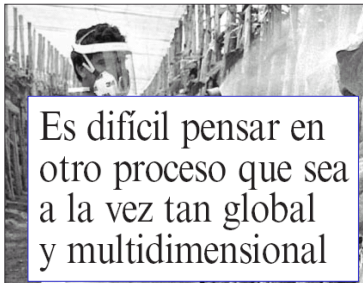 Es difícil pensar en
otro proceso que sea
a la vez tan global
y multidimensional